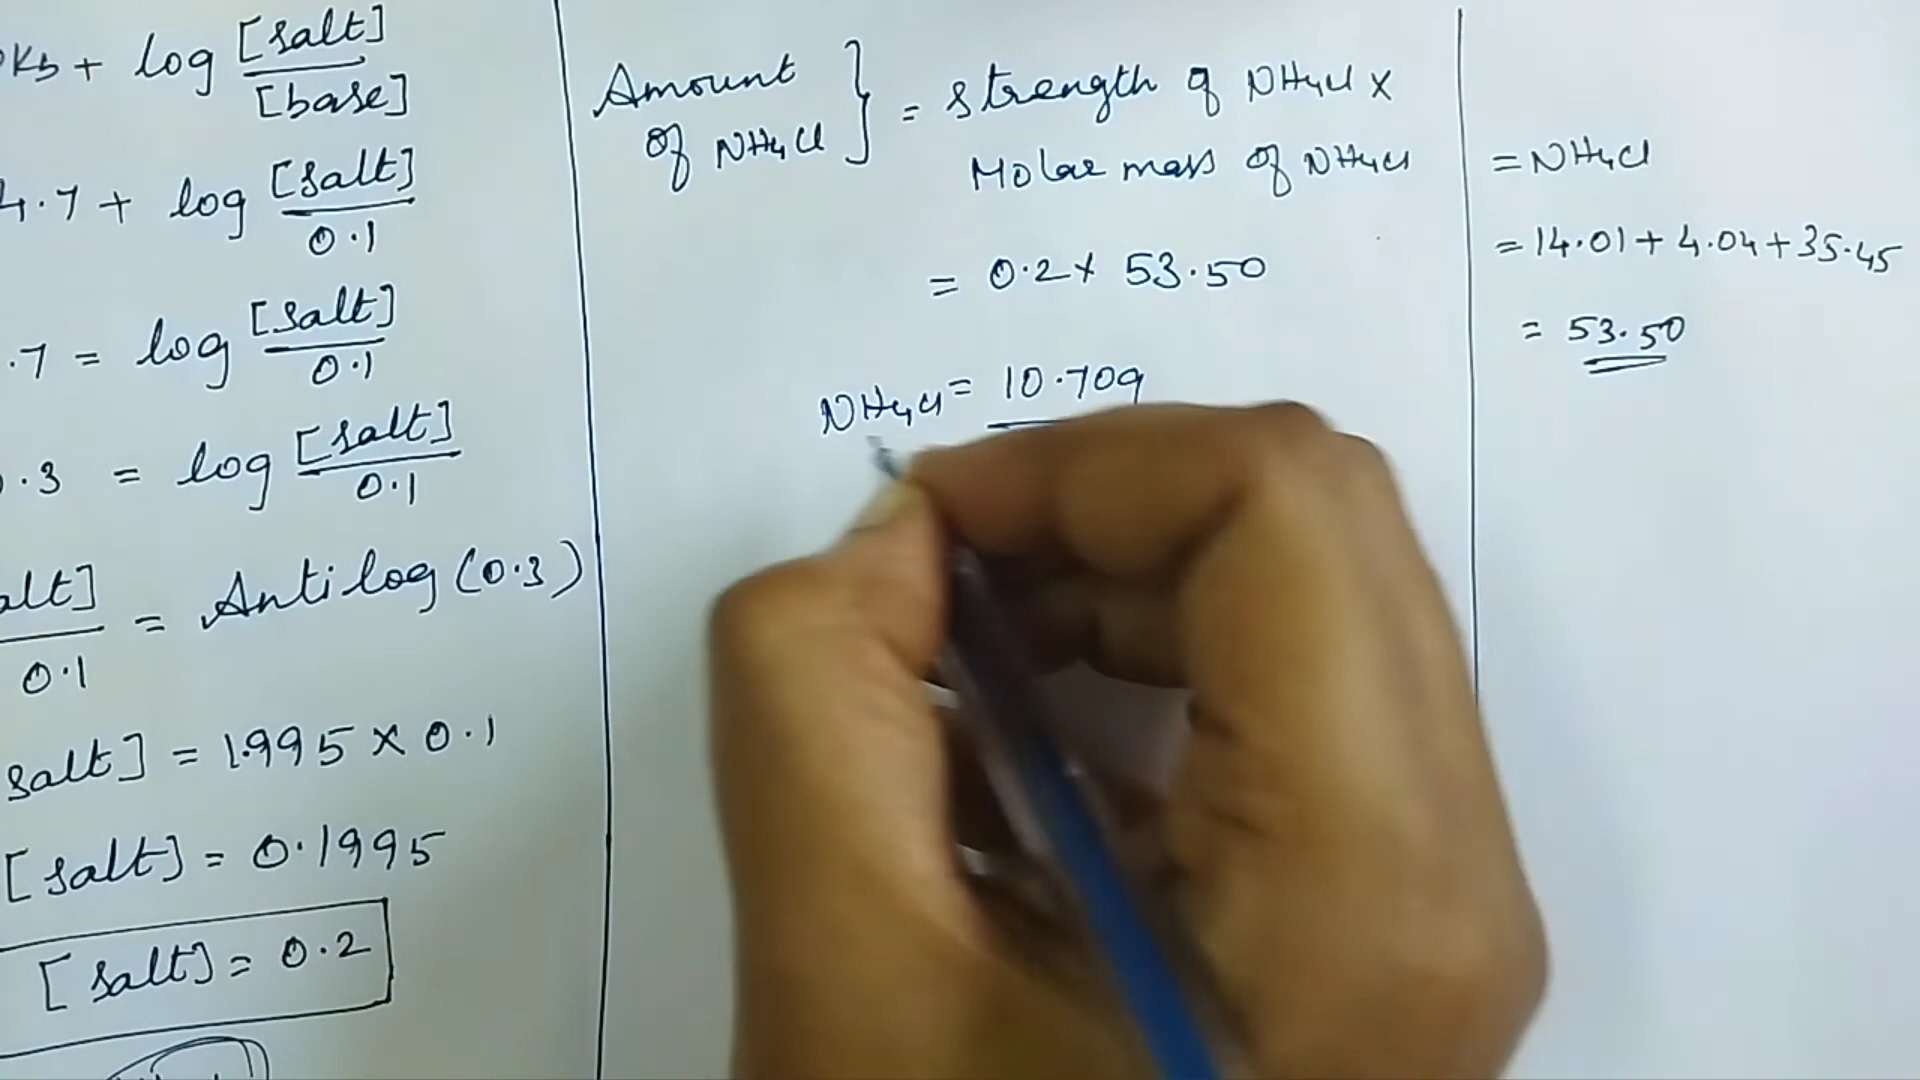 Kb + log [salt]
[base]
4.7 + log [salt]
0.1
.7 = log [salt]
0.1
.3 = log [salt]
0.1
alt] = Antilog (0.3)
0.1
salt] = 1.995 × 0.1
[salt] = 0.1995
[salt] = 0.2
Amount of NH4Cl } = strength of NH4Cl ×
Molar mass of NH4Cl
= 0.2 × 53.50
NH4Cl = 10.70g
= NH4Cl
= 14.01 + 4.04 + 35.45
= 53.50